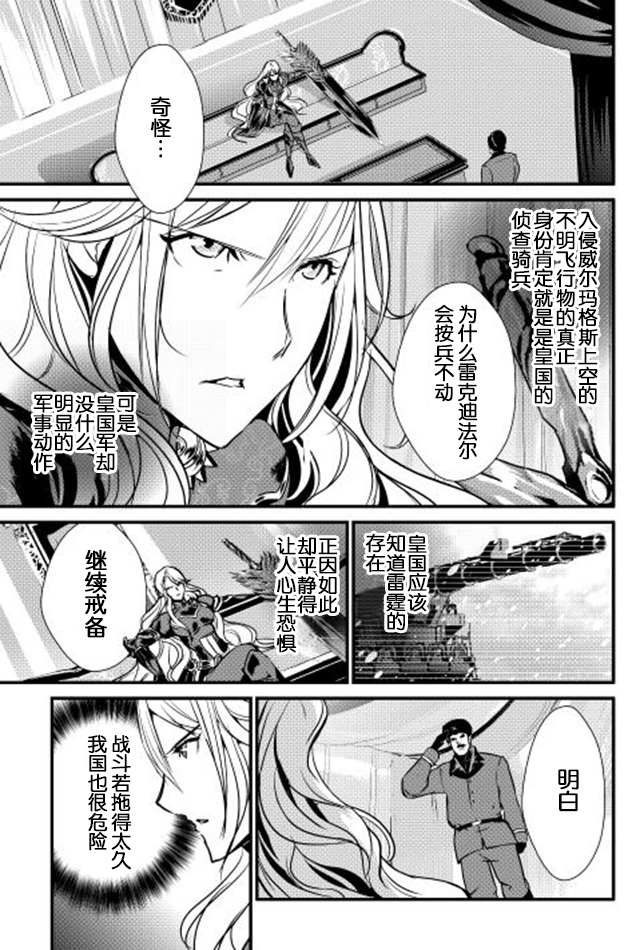 奇怪…
入侵威尔玛格斯上空的
不明飞行物的真正
身份肯定就是是皇国的
侦查骑兵
为什么雷克迪法尔
会按兵不动
可是
皇国军却
没什么
明显的
军事动作
皇国应该
知道雷霆的
存在
正因如此
却平静得
让人心生恐惧
继续戒备
明白
战斗若拖得太久
我国也很危险